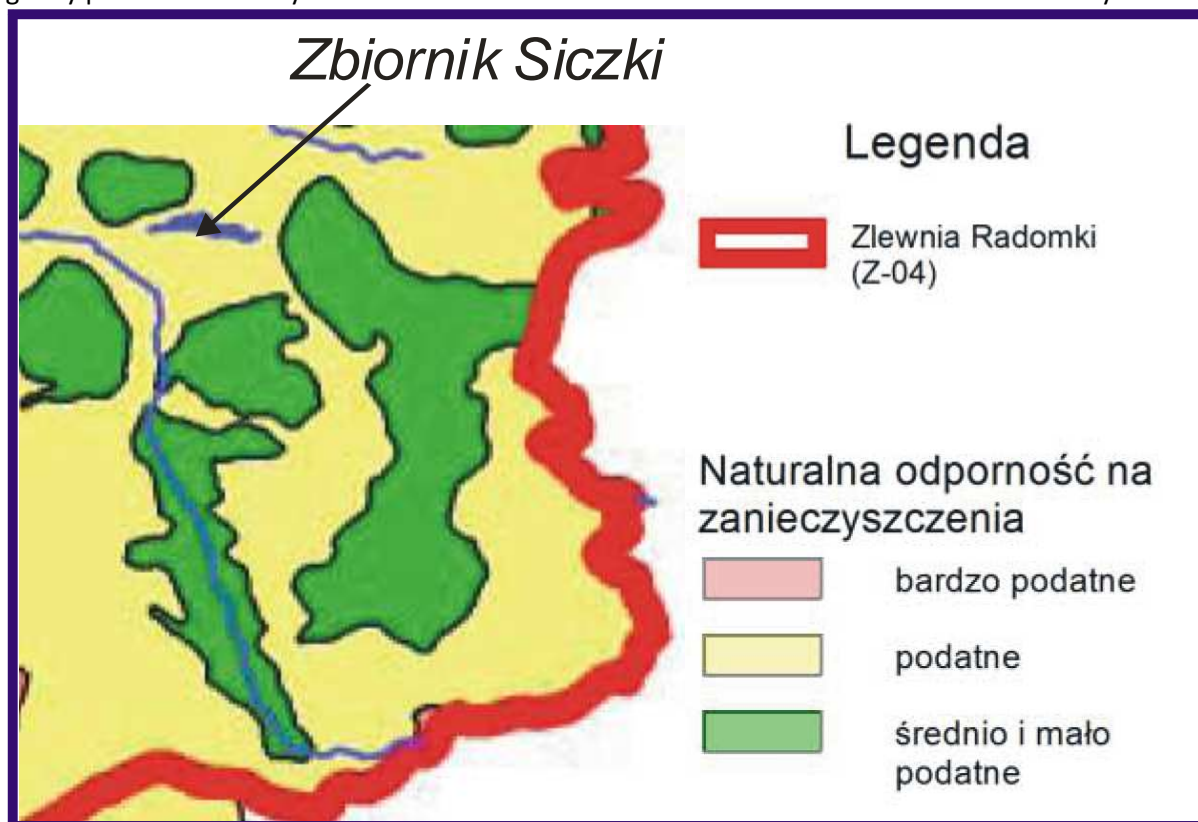 Zbiornik Siczki
Legenda
Zlewnia Radomki
(Z-04)
Naturalna odporność na
zanieczyszczenia
bardzo podatne
podatne
średnio i mało
podatne